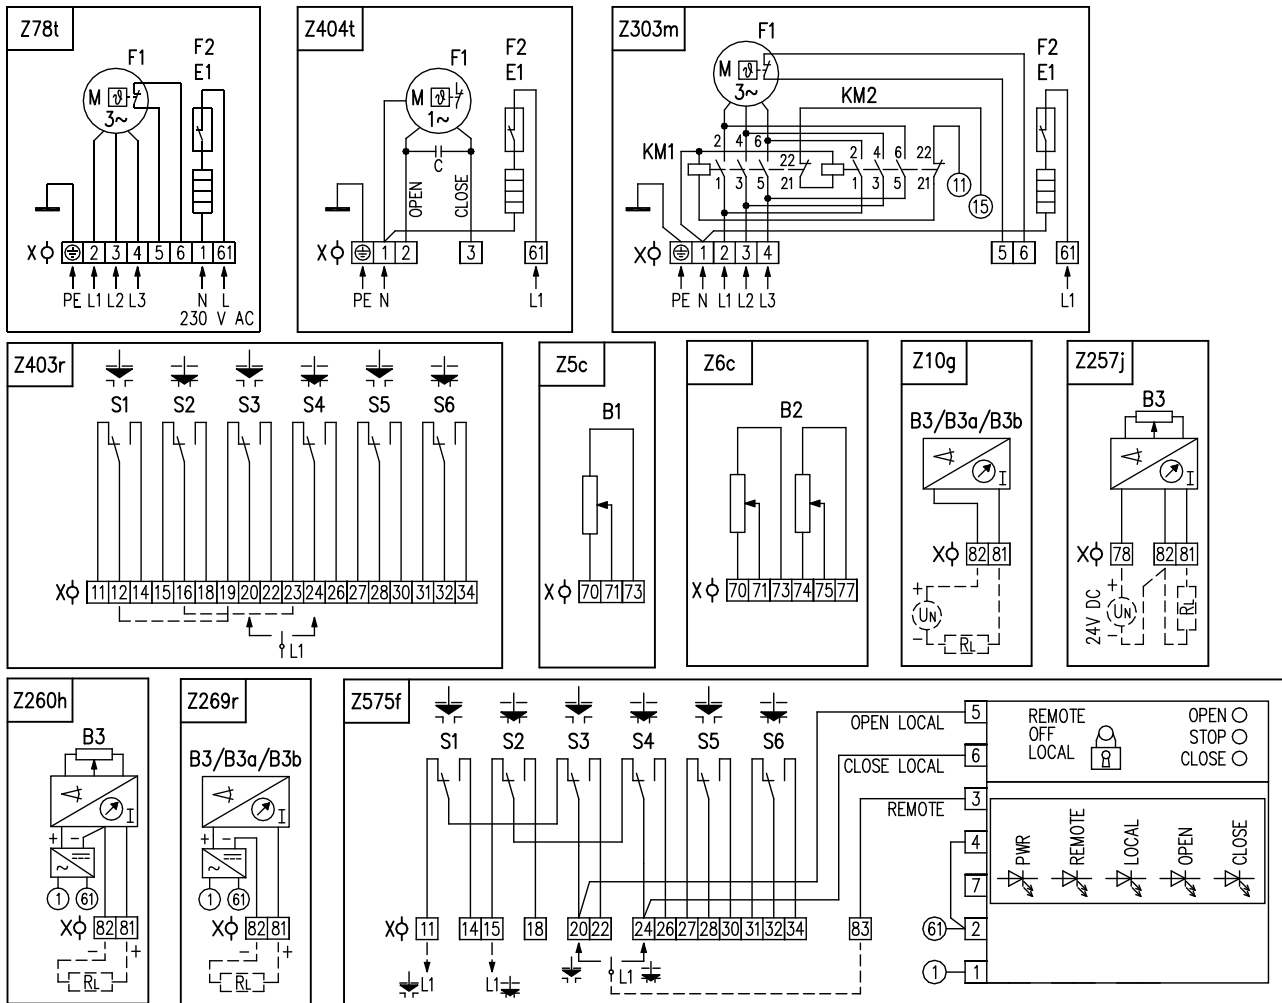 Z78t
F1
F2
E1
M ϑ
3~
X PE 2 3 4 5 6 1 61
PE L1 L2 L3 N L
230 V AC
Z404t
F1
F2
E1
M ϑ
1~
C
OPEN
CLOSE
X 1 2 3 61
PE N L1
Z303m
F1
F2
E1
M ϑ
3~
KM2
KM1
2 4 6 22 2 4 6 22
1 3 5 21 1 3 5 21
11
15
X 1 2 3 4 5 6 61
PE N L1 L2 L3 L1
Z403r
S1 S2 S3 S4 S5 S6
X 11 12 14 15 16 18 19 20 22 23 24 26 27 28 30 31 32 34
L1
Z5c
B1
X 70 71 73
Z6c
B2
X 70 71 73 74 75 77
Z10g
B3/B3a/B3b
I
X 82 81
+
UN
-
RL
Z257j
B3
I
X 78 82 81
+
UN
-
24V DC
RL
Z260h
B3
I
+ -
~
1 61
X 82 81
- +
RL
Z269r
B3/B3a/B3b
I
+ -
~
1 61
X 82 81
- +
RL
Z575f
S1 S2 S3 S4 S5 S6
X 11 14 15 18 20 22 24 26 27 28 30 31 32 34 83
L1 L1 L1
OPEN LOCAL 5
CLOSE LOCAL 6
REMOTE 3
4
7
61 2
1 1
REMOTE
OFF
LOCAL
OPEN
STOP
CLOSE
PWR
REMOTE
LOCAL
OPEN
CLOSE